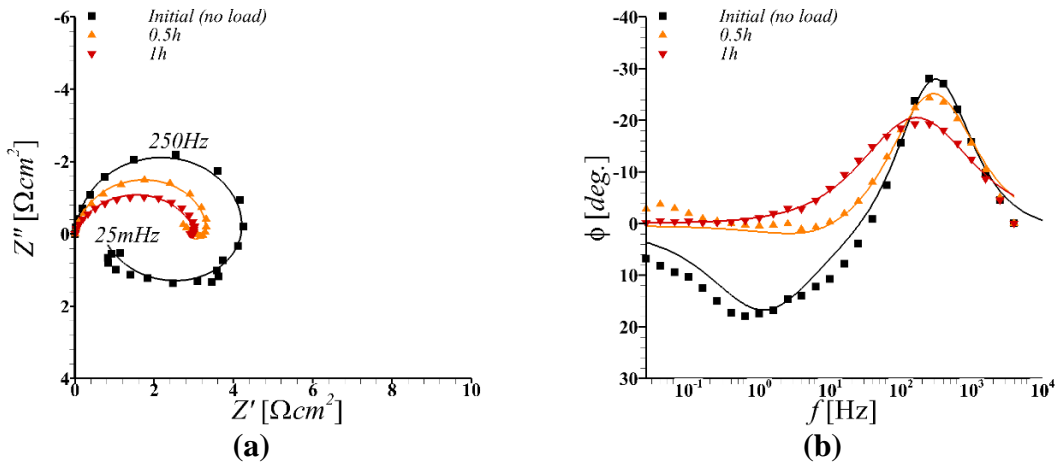 -6
-4
-2
0
2
4
0
2
4
6
8
10
Z'' [Ωcm²]
Z' [Ωcm²]
Initial (no load)
0.5h
1h
250Hz
25mHz
(a)
-40
-30
-20
-10
0
10
20
30
10⁻¹
10⁰
10¹
10²
10³
10⁴
ϕ [deg.]
f [Hz]
Initial (no load)
0.5h
1h
(b)